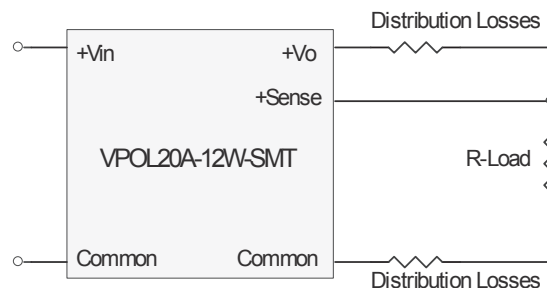 Distribution Losses
+Vin
+Vo
+Sense
VPOL20A-12W-SMT
R-Load
Common
Common
Distribution Losses